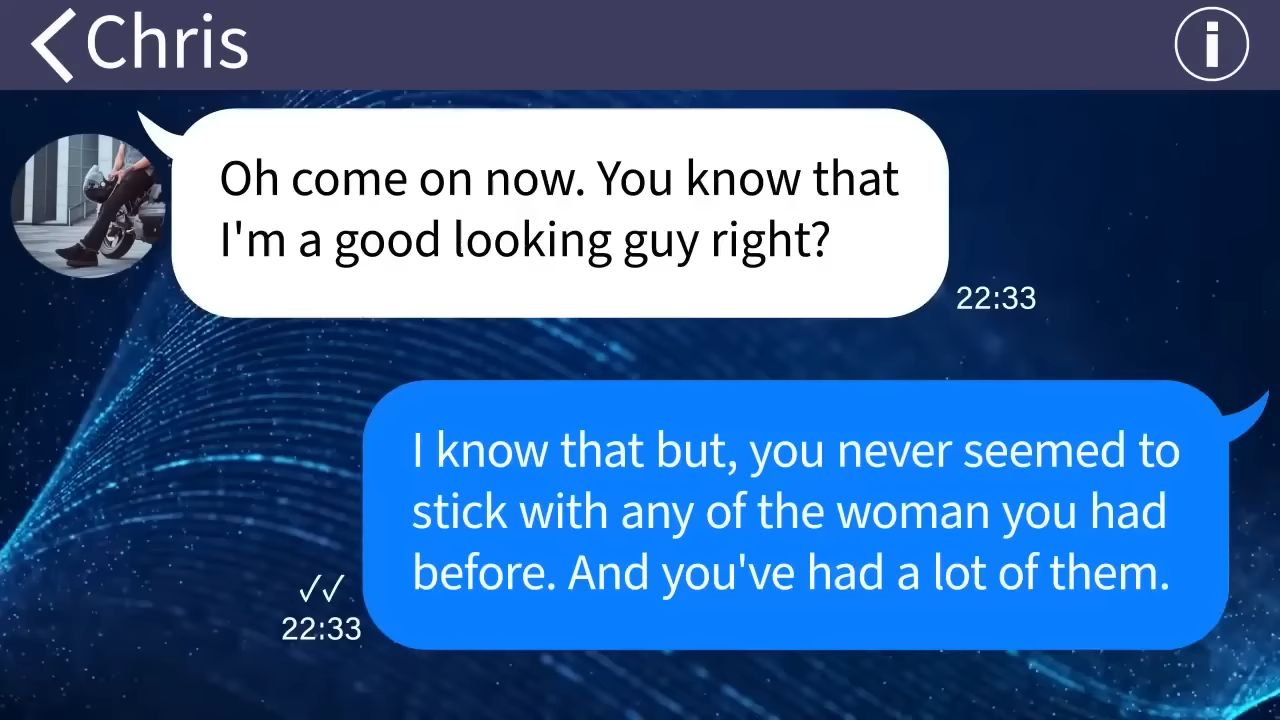 Chris
Oh come on now. You know that
I'm a good looking guy right?
22:33
I know that but, you never seemed to
stick with any of the woman you had
before. And you've had a lot of them.
22:33